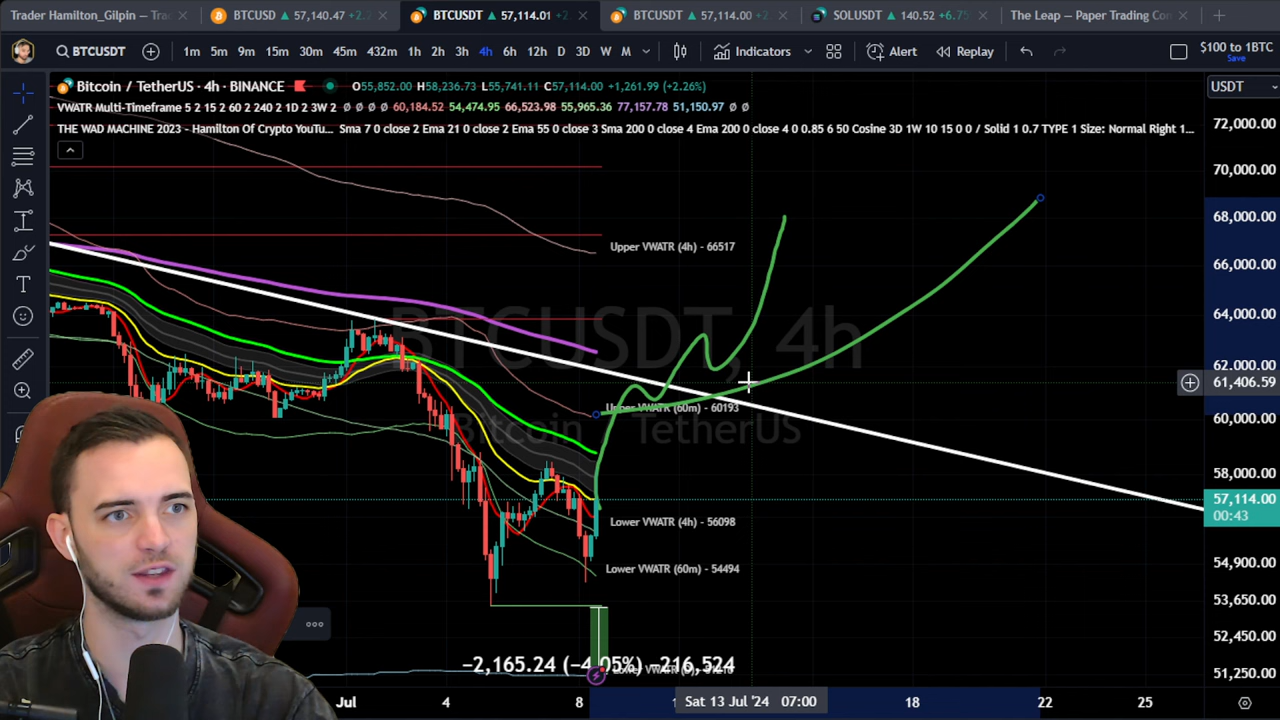 Trader Hamilton_Gilpin — Trad
BTCUSD ▲ 57,140.47 +2.
BTCUSDT ▲ 57,114.01 +2
BTCUSDT ▲ 57,114.00 +2
SOLUSDT ▲ 140.52 +6.75
The Leap — Paper Trading Con
BTCUSDT 1m 5m 9m 15m 30m 45m 432m 1h 2h 3h 4h 6h 12h D 3D W M Indicators Alert Replay
$100 to 1BTC
Save
Bitcoin / TetherUS · 4h · BINANCE O55,852.00 H58,236.73 L55,741.11 C57,114.00 +1,261.99 (+2.26%)
USDT
VWATR Multi-Timeframe 5 2 15 2 60 2 240 2 1D 2 3W 2 Ø Ø Ø Ø 60,184.52 54,474.95 66,523.98 55,965.36 77,157.78 51,150.97 Ø Ø
THE WAD MACHINE 2023 - Hamilton Of Crypto YouTu... Sma 7 0 close 2 Ema 21 0 close 2 Ema 55 0 close 3 Sma 200 0 close 4 Ema 200 0 close 4 0 0.85 6 50 Cosine 3D 1W 10 15 0 0 / Solid 1 0.7 TYPE 1 Size: Normal Right 1...
72,000.00
70,000.00
68,000.00
Upper VWATR (4h) - 66517
66,000.00
64,000.00
BTCUSDT, 4h
62,000.00
61,406.59
Upper VWATR (60m) - 60193
60,000.00
Bitcoin / TetherUS
58,000.00
57,114.00
00:43
Lower VWATR (4h) - 56098
54,900.00
Lower VWATR (60m) - 54494
53,650.00
52,450.00
−2,165.24 (−4.05%) −216,524
51,250.00
Jul 4 8 Sat 13 Jul '24 07:00 18 22 25